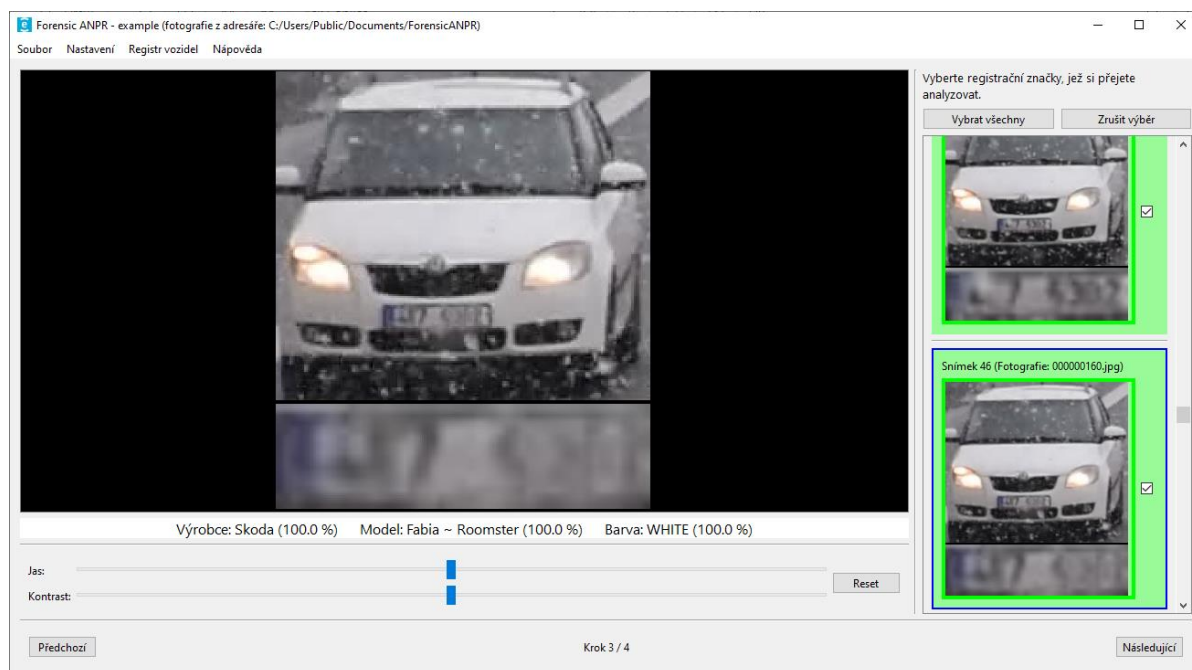 Forensic ANPR - example (fotografie z adresáře: C:/Users/Public/Documents/ForensicANPR)
Soubor Nastavení Registr vozidel Nápověda
Vyberte registrační značky, jež si přejete
analyzovat.
Vybrat všechny Zrušit výběr
Snímek 46 (Fotografie: 000000160.jpg)
Výrobce: Skoda (100.0 %) Model: Fabia ~ Roomster (100.0 %) Barva: WHITE (100.0 %)
Jas:
Kontrast:
Reset
Předchozí Krok 3 / 4 Následující